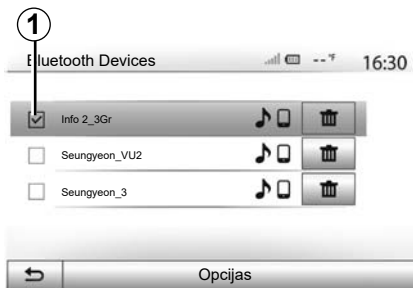 1
Bluetooth Devices
--°F
16:30
Info 2_3Gr
Seungyeon_VU2
Seungyeon_3
Opcijas